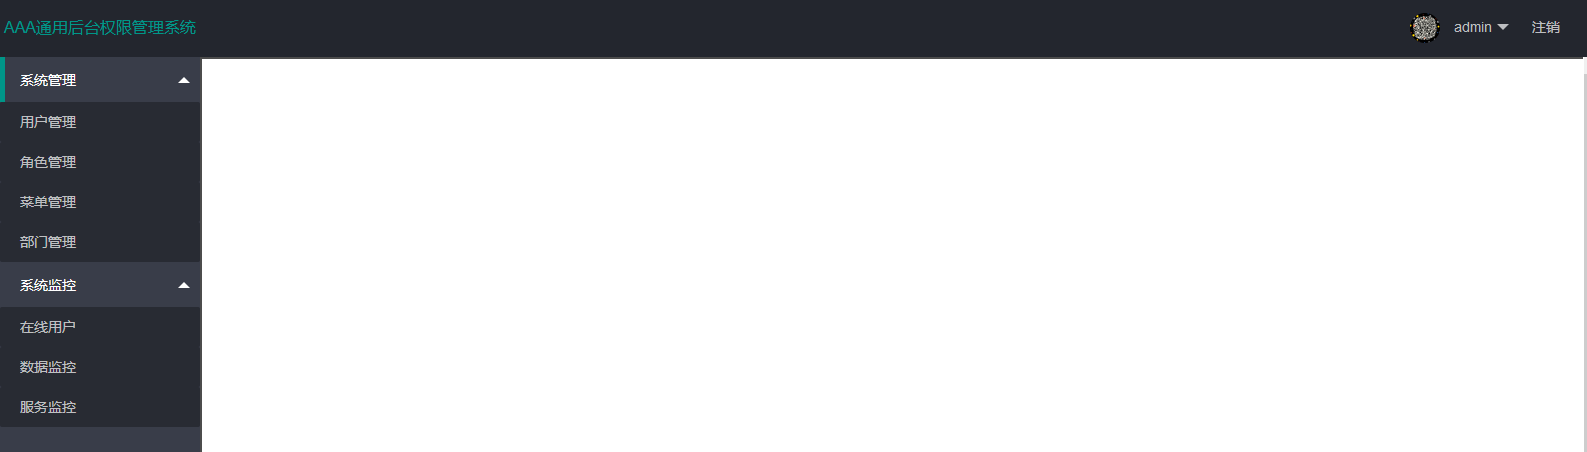 AAA通用后台权限管理系统
admin 注销
系统管理
用户管理
角色管理
菜单管理
部门管理
系统监控
在线用户
数据监控
服务监控